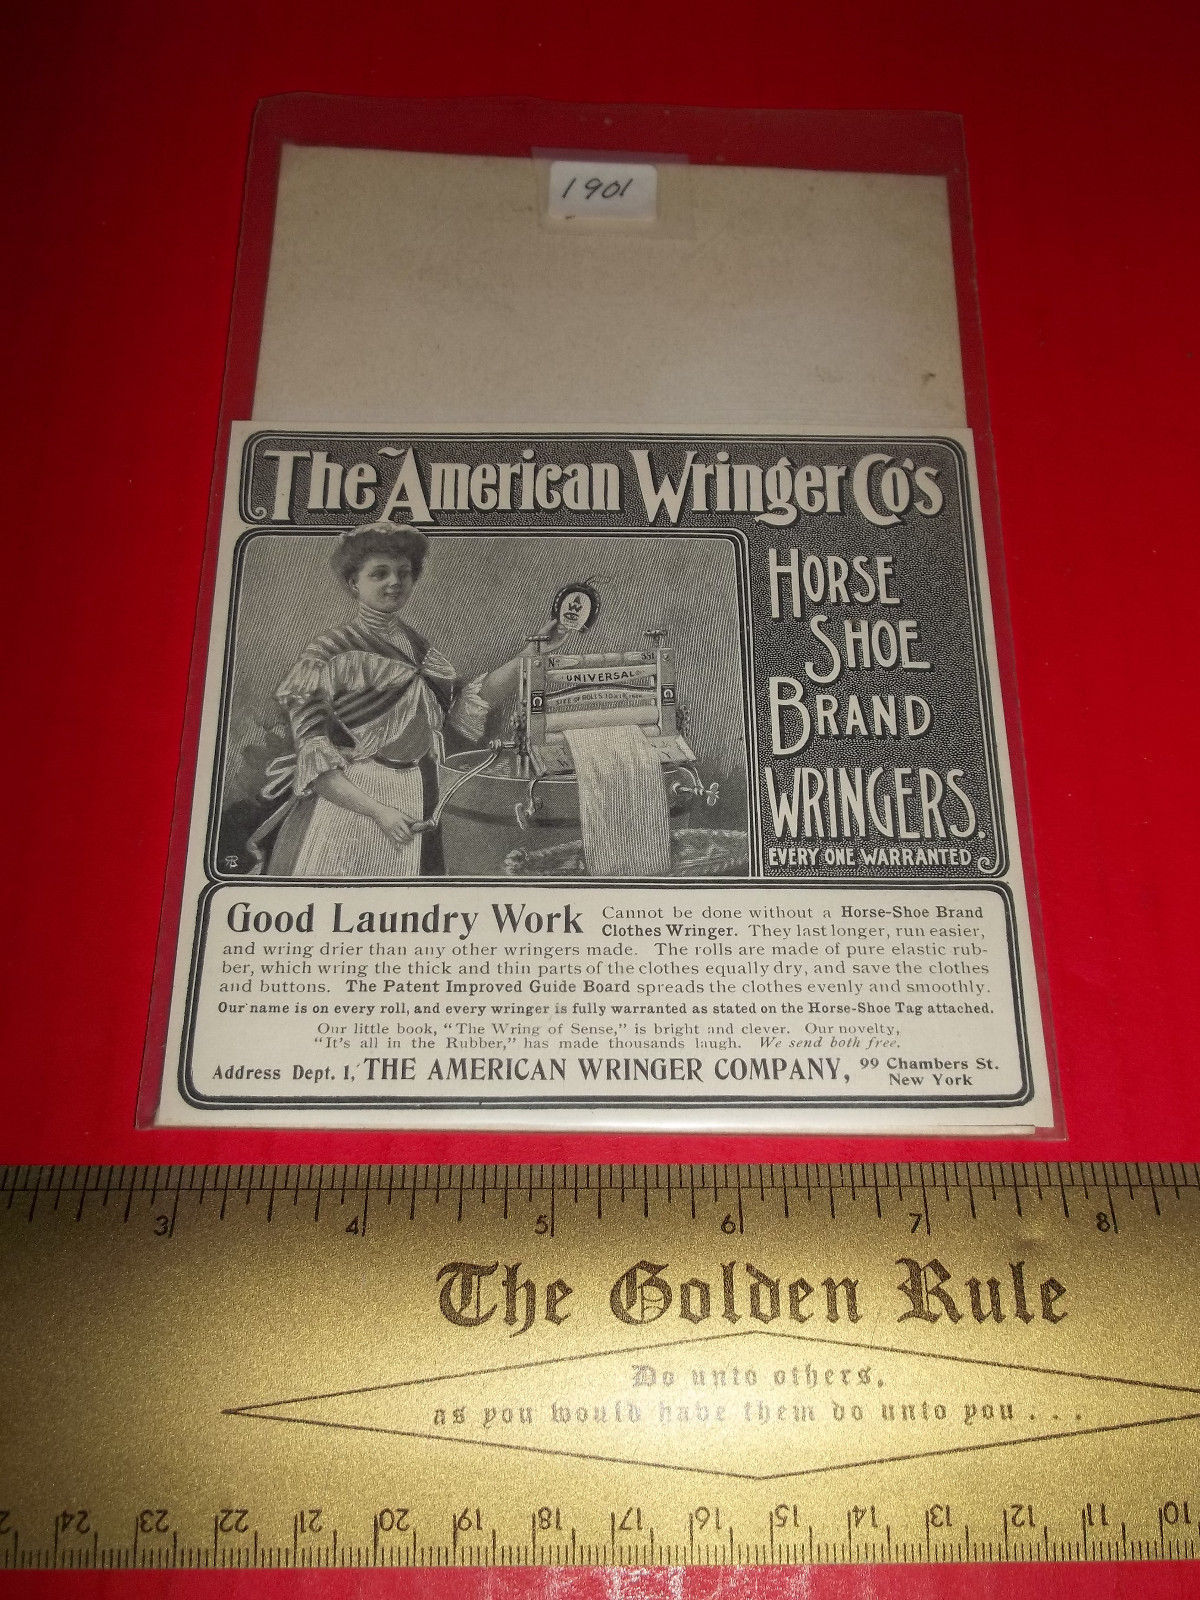 1901
The American Wringer Co's
HORSE
SHOE
BRAND
WRINGERS.
EVERY ONE WARRANTED
AW
UNIVERSAL
Good Laundry Work Cannot be done without a Horse-Shoe Brand
Clothes Wringer. They last longer, run easier,
and wring drier than any other wringers made. The rolls are made of pure elastic rub-
ber, which wring the thick and thin parts of the clothes equally dry, and save the clothes
and buttons. The Patent Improved Guide Board spreads the clothes evenly and smoothly.
Our name is on every roll, and every wringer is fully warranted as stated on the Horse-Shoe Tag attached.
Our little book, "The Wring of Sense," is bright and clever. Our novelty,
"It's all in the Rubber," has made thousands laugh. We send both free.
Address Dept. 1, THE AMERICAN WRINGER COMPANY, 99 Chambers St.
New York
3 4 5 6 7 8
The Golden Rule
Do unto others,
as you would have them do unto you . . .
24 23 22 21 20 19 18 17 16 15 14 13 12 11 10